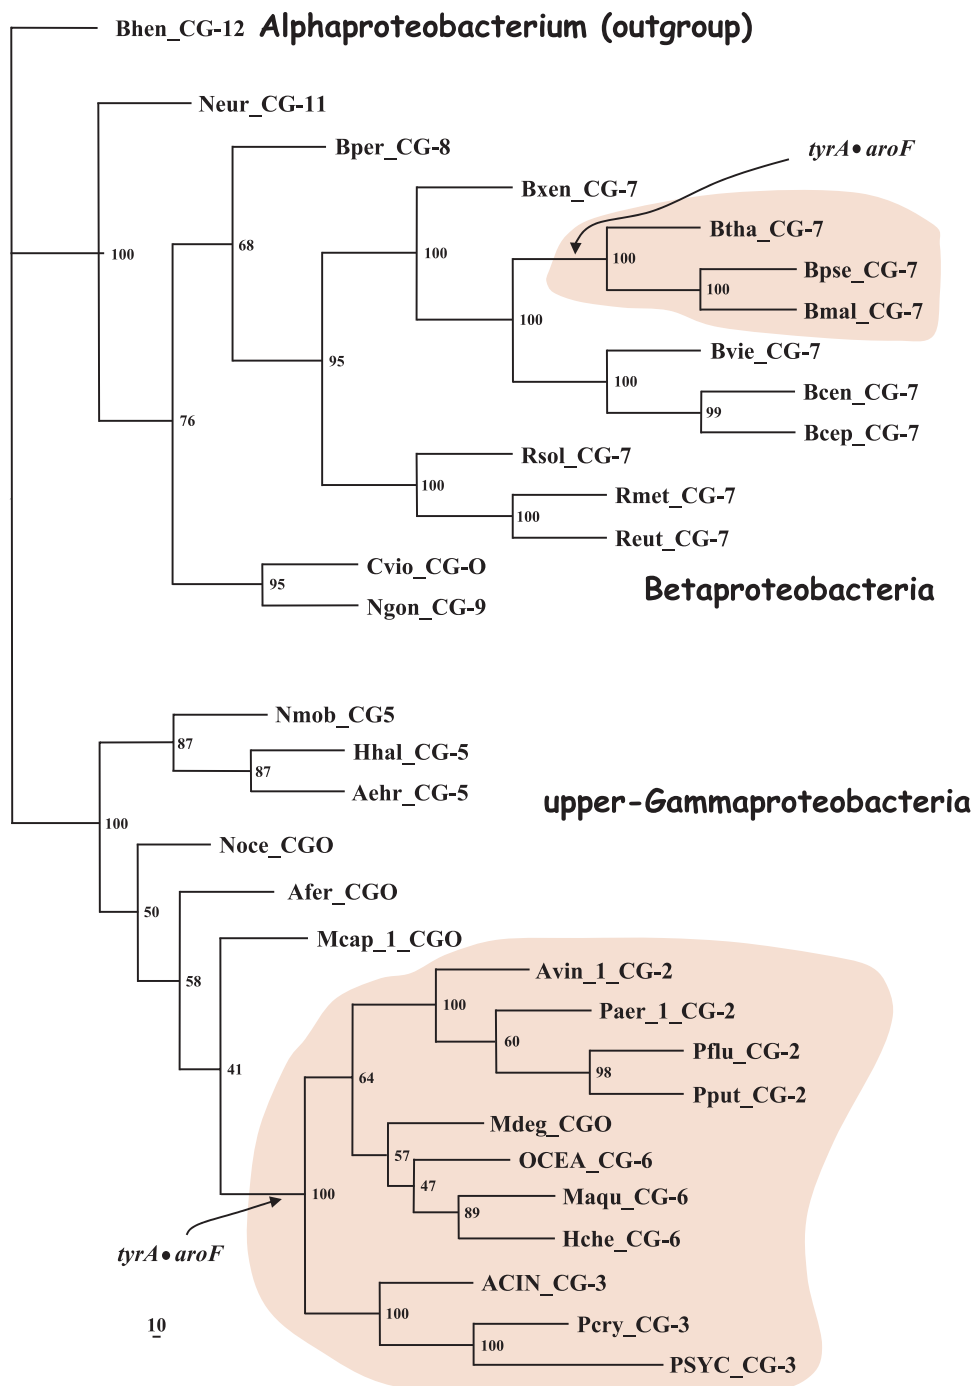 Bhen_CG-12 Alphaproteobacterium (outgroup)
Neur_CG-11
Bper_CG-8
tyrA•aroF
Bxen_CG-7
Btha_CG-7
68
100
100
Bpse_CG-7
100
100
Bmal_CG-7
100
Bvie_CG-7
95
100
Bcen_CG-7
99
76
Bcep_CG-7
Rsol_CG-7
100
Rmet_CG-7
100
Reut_CG-7
Cvio_CG-O
95
Betaproteobacteria
Ngon_CG-9
Nmob_CG5
87
Hhal_CG-5
87
Aehr_CG-5
upper-Gammaproteobacteria
100
Noce_CGO
Afer_CGO
50
Mcap_1_CGO
Avin_1_CG-2
58
100
Paer_1_CG-2
60
Pflu_CG-2
41
98
64
Pput_CG-2
Mdeg_CGO
57
OCEA_CG-6
47
100
Maqu_CG-6
89
Hche_CG-6
tyrA•aroF
ACIN_CG-3
100
10
Pcry_CG-3
100
PSYC_CG-3